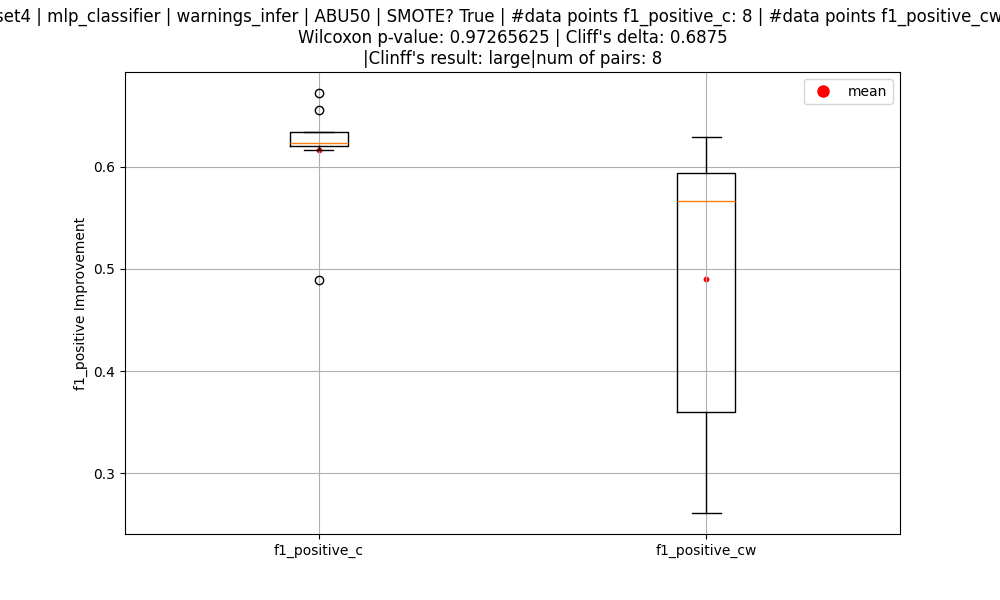 set4 | mlp_classifier | warnings_infer | ABU50 | SMOTE? True | #data points f1_positive_c: 8 | #data points f1_positive_cw
Wilcoxon p-value: 0.97265625 | Cliff's delta: 0.6875
|Clinff's result: large|num of pairs: 8
mean
0.6
0.5
0.4
0.3
f1_positive Improvement
f1_positive_c
f1_positive_cw